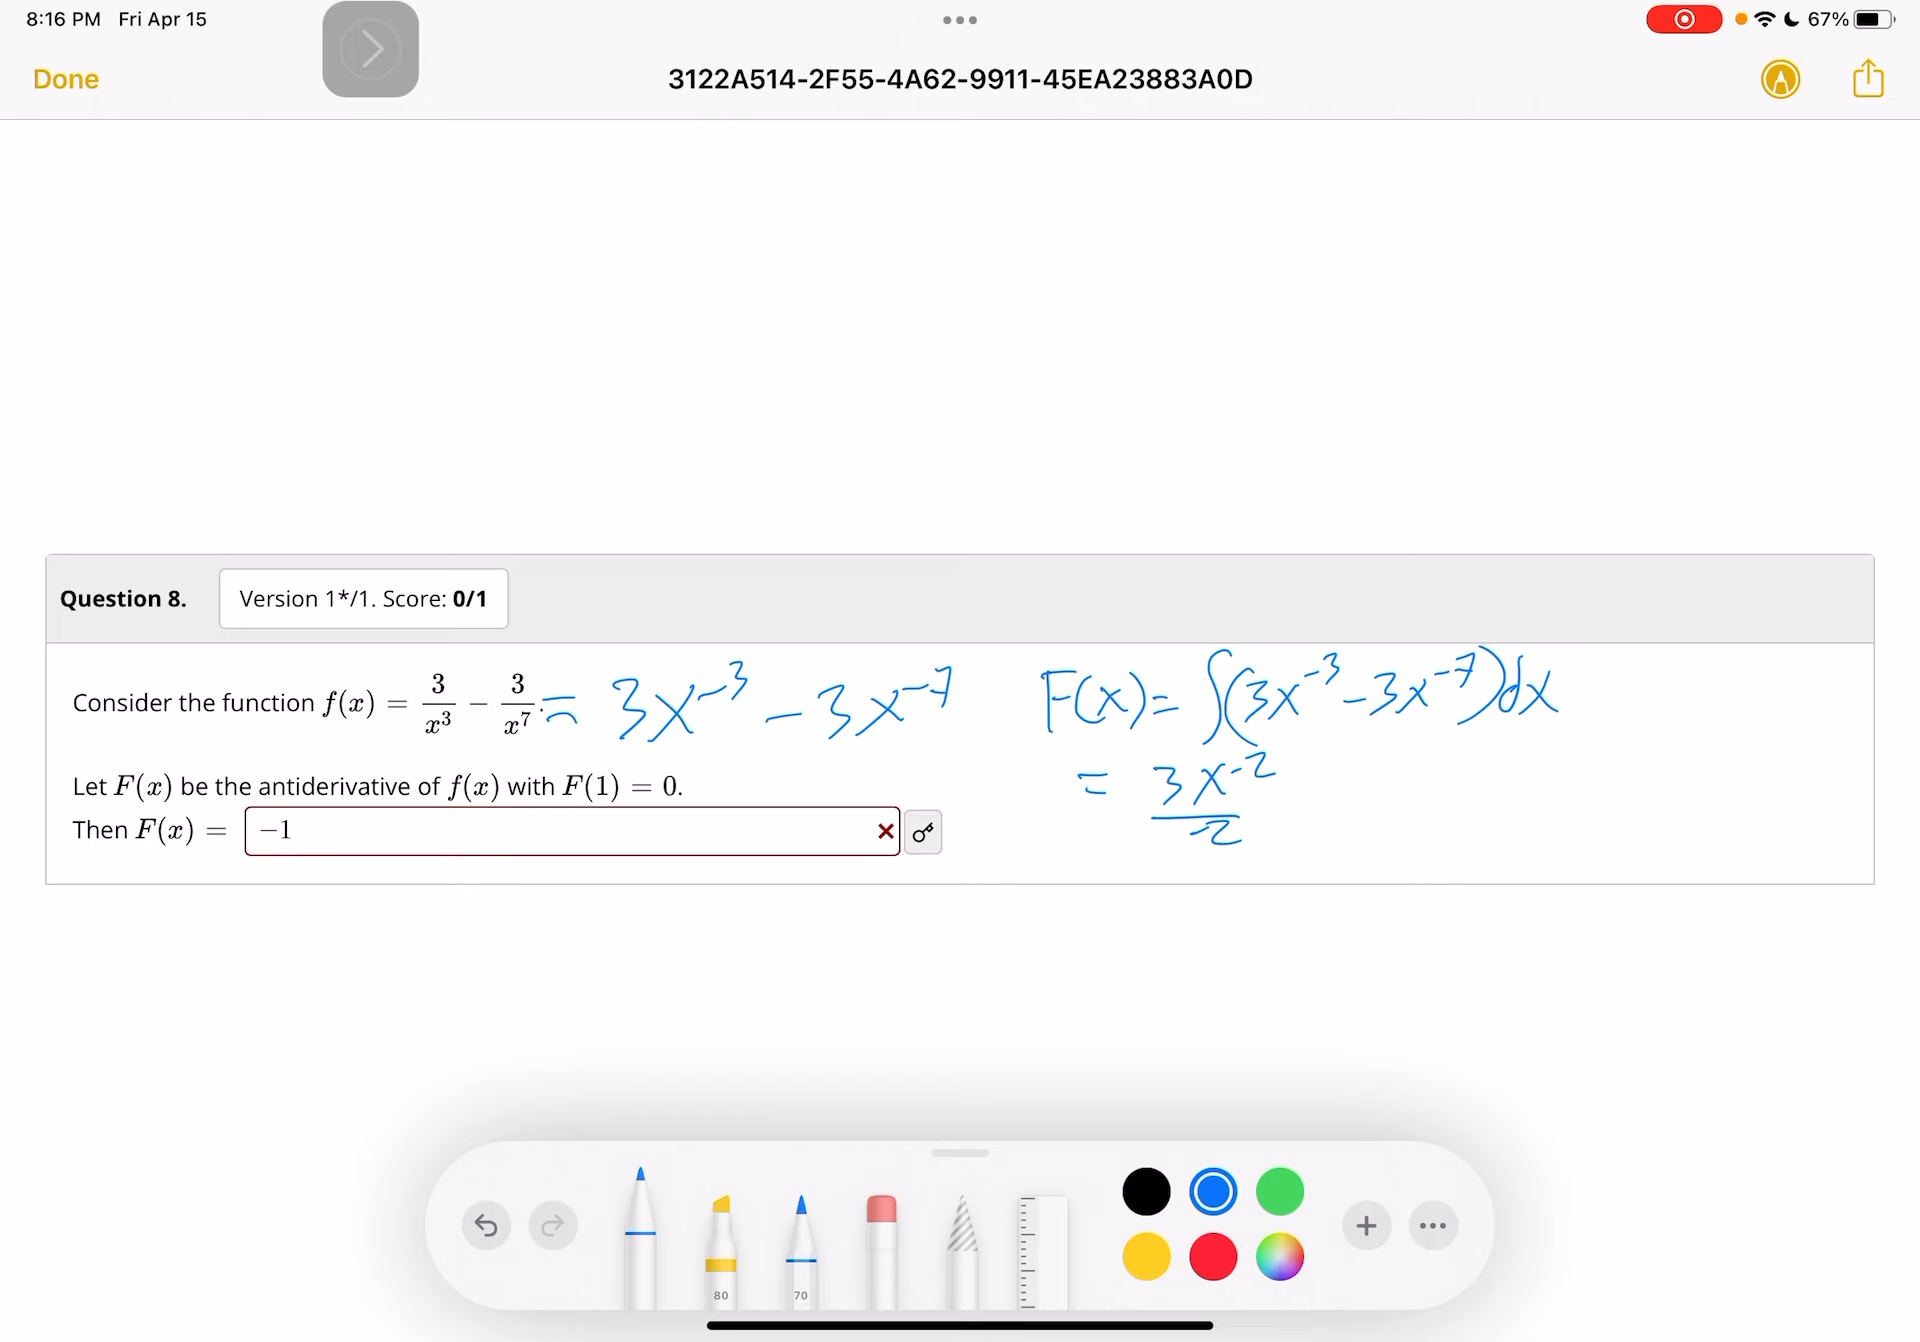 8:16 PM Fri Apr 15
67%
Done
3122A514-2F55-4A62-9911-45EA23883A0D
Question 8.
Version 1*/1. Score: 0/1
Consider the function f(x) = 3/x³ − 3/x⁷. = 3x⁻³ − 3x⁻⁷
F(x) = ∫(3x⁻³ − 3x⁻⁷)dx
Let F(x) be the antiderivative of f(x) with F(1) = 0.
= 3x⁻²/−2
Then F(x) = −1
80
70